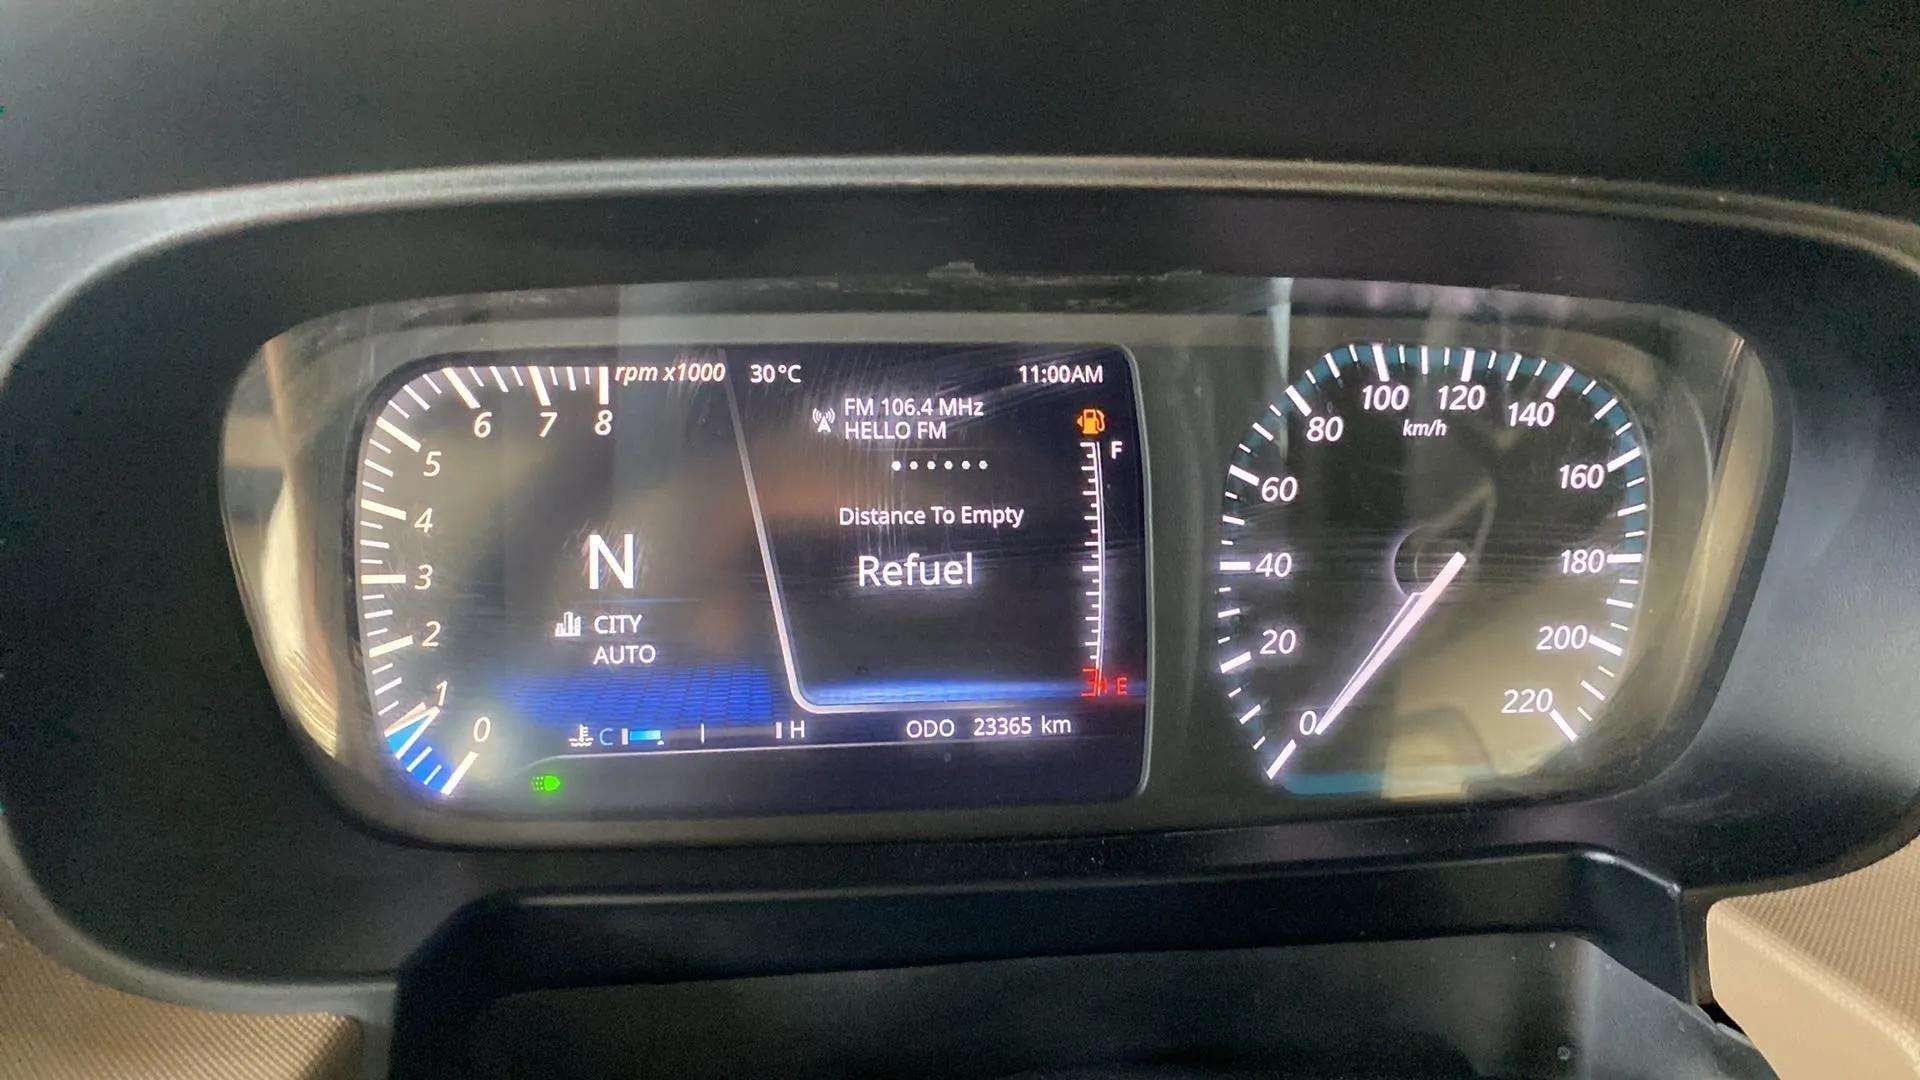 rpm x1000
30°C
11:00AM
FM 106.4 MHz
HELLO FM
F
Distance To Empty
Refuel
E
8
7
6
5
4
3
2
1
0
N
CITY
AUTO
C
H
ODO 23365 km
0
20
40
60
80
100
120
140
160
180
200
220
km/h